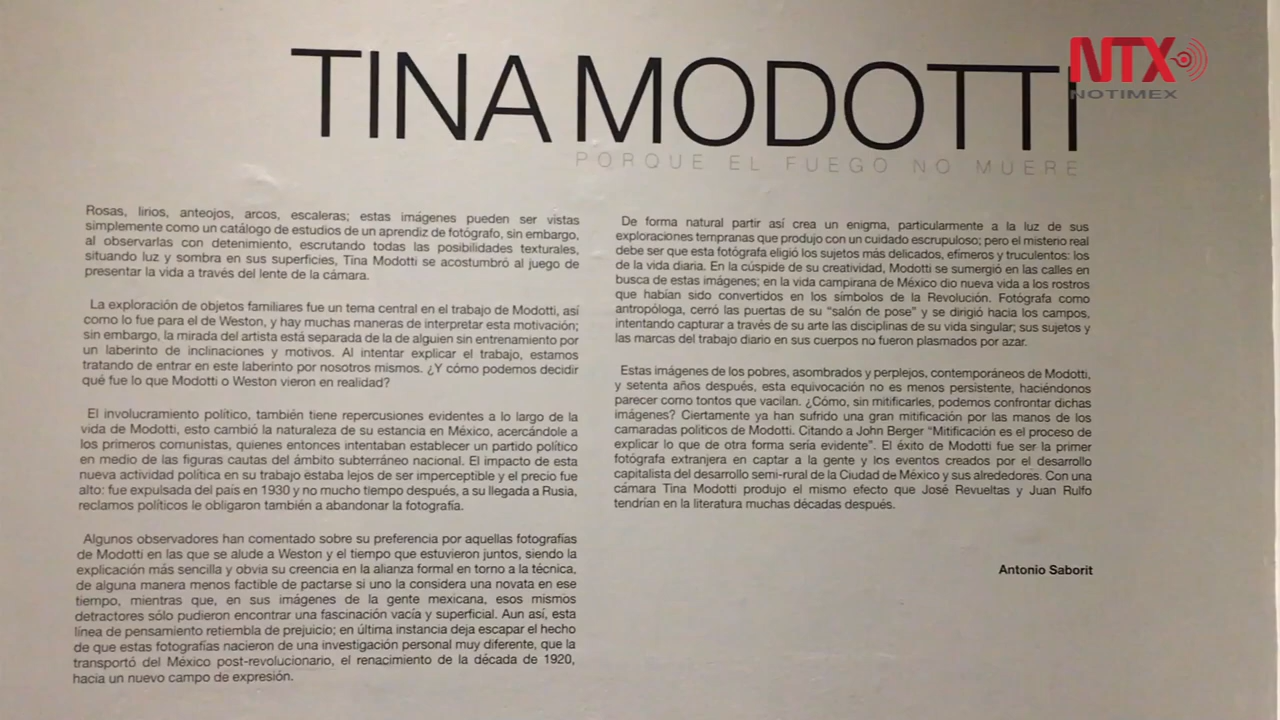 TINA MODOTTI
PORQUE EL FUEGO NO MUERE
NTX
NOTIMEX
Rosas, lirios, anteojos, arcos, escaleras; estas imágenes pueden ser vistas
simplemente como un catálogo de estudios de un aprendiz de fotógrafo, sin embargo,
al observarlas con detenimiento, escrutando todas las posibilidades texturales,
situando luz y sombra en sus superficies, Tina Modotti se acostumbró al juego de
presentar la vida a través del lente de la cámara.
La exploración de objetos familiares fue un tema central en el trabajo de Modotti, así
como lo fue para el de Weston, y hay muchas maneras de interpretar esta motivación;
sin embargo, la mirada del artista está separada de la de alguien sin entrenamiento por
un laberinto de inclinaciones y motivos. Al intentar explicar el trabajo, estamos
tratando de entrar en este laberinto por nosotros mismos. ¿Y cómo podemos decidir
qué fue lo que Modotti o Weston vieron en realidad?
El involucramiento político, también tiene repercusiones evidentes a lo largo de la
vida de Modotti, esto cambió la naturaleza de su estancia en México, acercándole a
los primeros comunistas, quienes entonces intentaban establecer un partido político
en medio de las figuras cautas del ámbito subterráneo nacional. El impacto de esta
nueva actividad política en su trabajo estaba lejos de ser imperceptible y el precio fue
alto: fue expulsada del país en 1930 y no mucho tiempo después, a su llegada a Rusia,
reclamos políticos le obligaron también a abandonar la fotografía.
Algunos observadores han comentado sobre su preferencia por aquellas fotografías
de Modotti en las que se alude a Weston y el tiempo que estuvieron juntos, siendo la
explicación más sencilla y obvia su creencia en la alianza formal en torno a la técnica,
de alguna manera menos factible de pactarse si uno la considera una novata en ese
tiempo, mientras que, en sus imágenes de la gente mexicana, esos mismos
detractores sólo pudieron encontrar una fascinación vacía y superficial. Aun así, esta
línea de pensamiento retiembla de prejuicio; en última instancia deja escapar el hecho
de que estas fotografías nacieron de una investigación personal muy diferente, que la
transportó del México post-revolucionario, el renacimiento de la década de 1920,
hacia un nuevo campo de expresión.
De forma natural partir así crea un enigma, particularmente a la luz de sus
exploraciones tempranas que produjo con un cuidado escrupuloso; pero el misterio real
debe ser que esta fotógrafa eligió los sujetos más delicados, efímeros y truculentos: los
de la vida diaria. En la cúspide de su creatividad, Modotti se sumergió en las calles en
busca de estas imágenes; en la vida campirana de México dio nueva vida a los rostros
que habían sido convertidos en los símbolos de la Revolución. Fotógrafa como
antropóloga, cerró las puertas de su “salón de pose” y se dirigió hacia los campos,
intentando capturar a través de su arte las disciplinas de su vida singular; sus sujetos y
las marcas del trabajo diario en sus cuerpos no fueron plasmados por azar.
Estas imágenes de los pobres, asombrados y perplejos, contemporáneos de Modotti,
y setenta años después, esta equivocación no es menos persistente, haciéndonos
parecer como tontos que vacilan. ¿Cómo, sin mitificarles, podemos confrontar dichas
imágenes? Ciertamente ya han sufrido una gran mitificación por las manos de los
camaradas políticos de Modotti. Citando a John Berger “Mitificación es el proceso de
explicar lo que de otra forma sería evidente”. El éxito de Modotti fue ser la primer
fotógrafa extranjera en captar a la gente y los eventos creados por el desarrollo
capitalista del desarrollo semi-rural de la Ciudad de México y sus alrededores. Con una
cámara Tina Modotti produjo el mismo efecto que José Revueltas y Juan Rulfo
tendrían en la literatura muchas décadas después.
Antonio Saborit